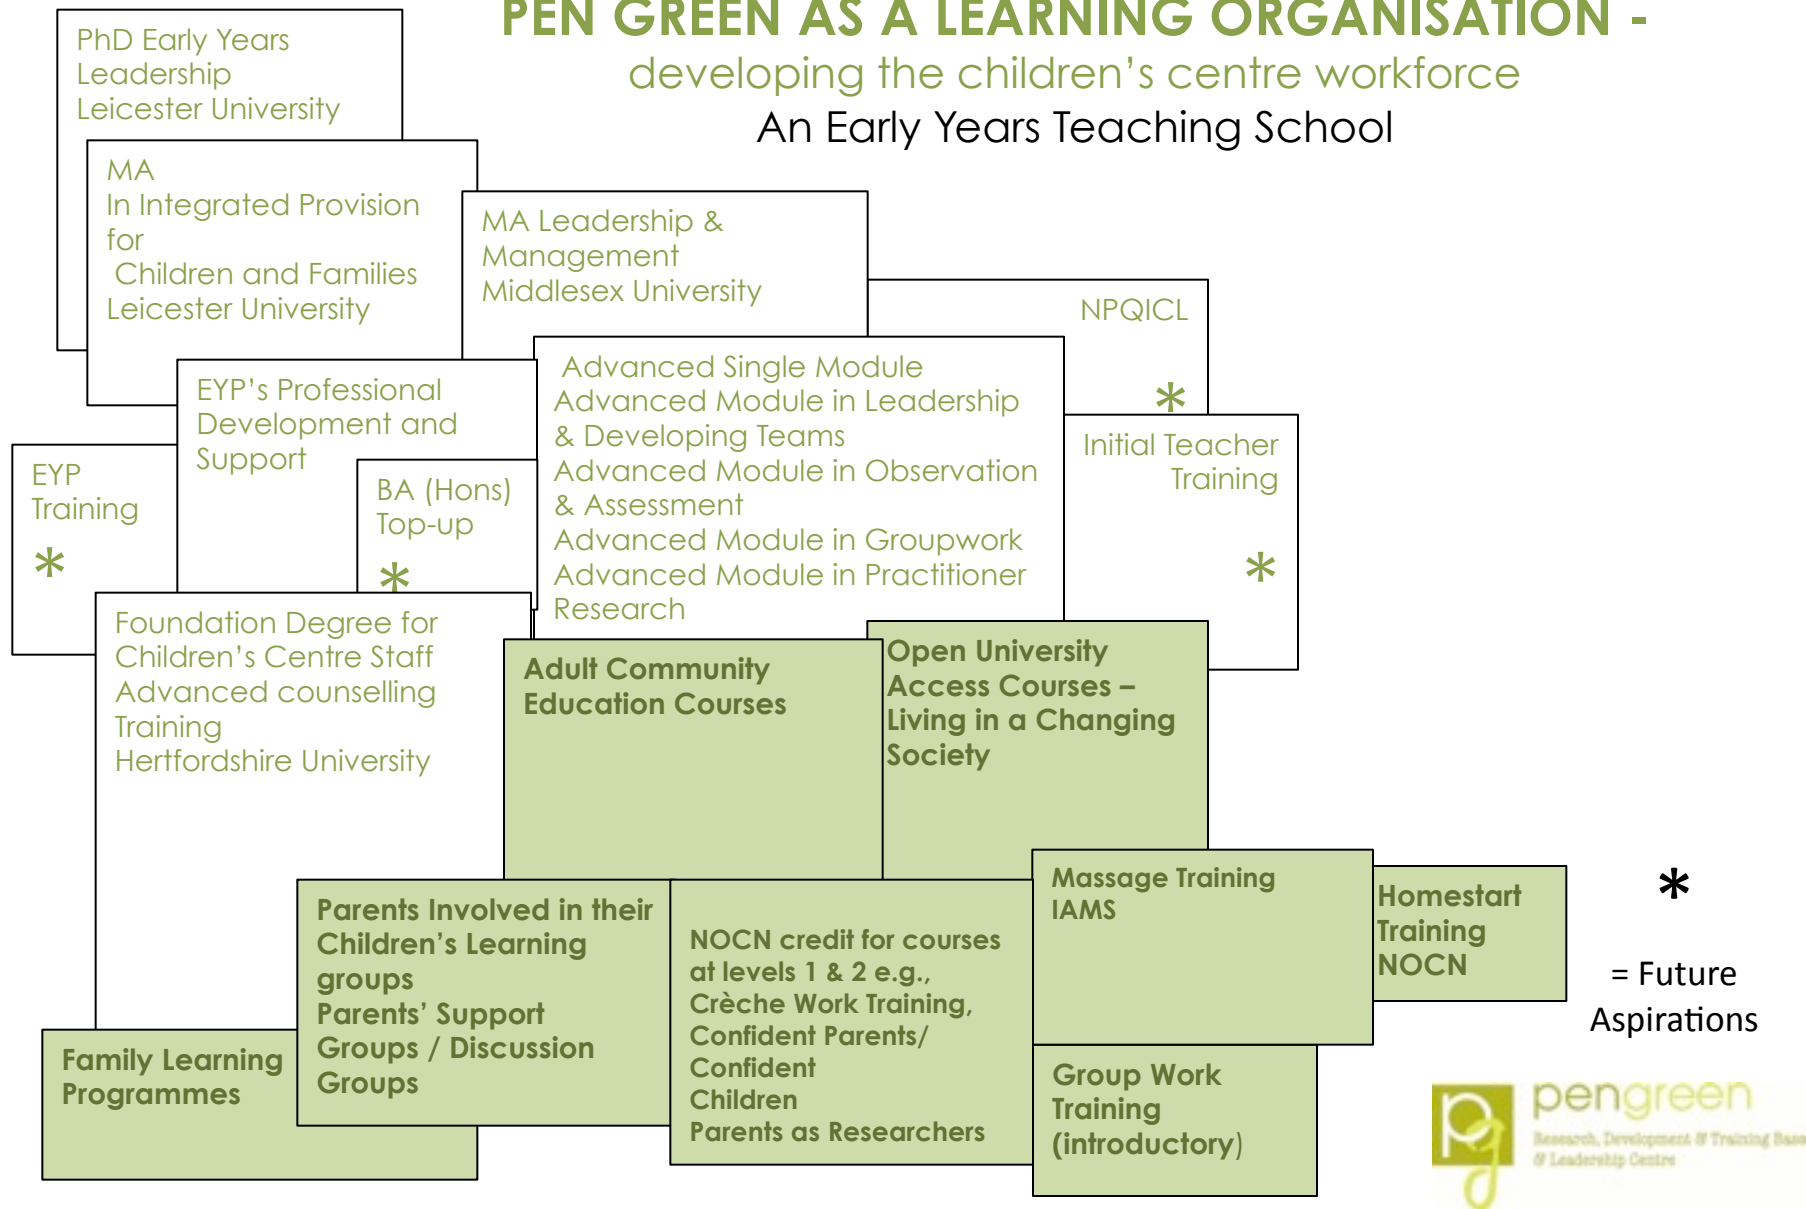 PEN GREEN AS A LEARNING ORGANISATION -
developing the children’s centre workforce
An Early Years Teaching School
PhD Early Years
Leadership
Leicester University
MA
In Integrated Provision
for
Children and Families
Leicester University
MA Leadership &
Management
Middlesex University
NPQICL
*
EYP’s Professional
Development and
Support
Advanced Single Module
Advanced Module in Leadership
& Developing Teams
Advanced Module in Observation
& Assessment
Advanced Module in Groupwork
Advanced Module in Practitioner
Research
Initial Teacher
Training
*
EYP
Training
*
BA (Hons)
Top-up
*
Foundation Degree for
Children’s Centre Staff
Advanced counselling
Training
Hertfordshire University
Adult Community
Education Courses
Open University
Access Courses –
Living in a Changing
Society
Massage Training
IAMS
Homestart
Training
NOCN
*
= Future
Aspirations
Parents Involved in their
Children’s Learning
groups
Parents’ Support
Groups / Discussion
Groups
NOCN credit for courses
at levels 1 & 2 e.g.,
Crèche Work Training,
Confident Parents/
Confident
Children
Parents as Researchers
Family Learning
Programmes
Group Work
Training
(introductory)
pg
pengreen
Research, Development & Training Base
& Leadership Centre